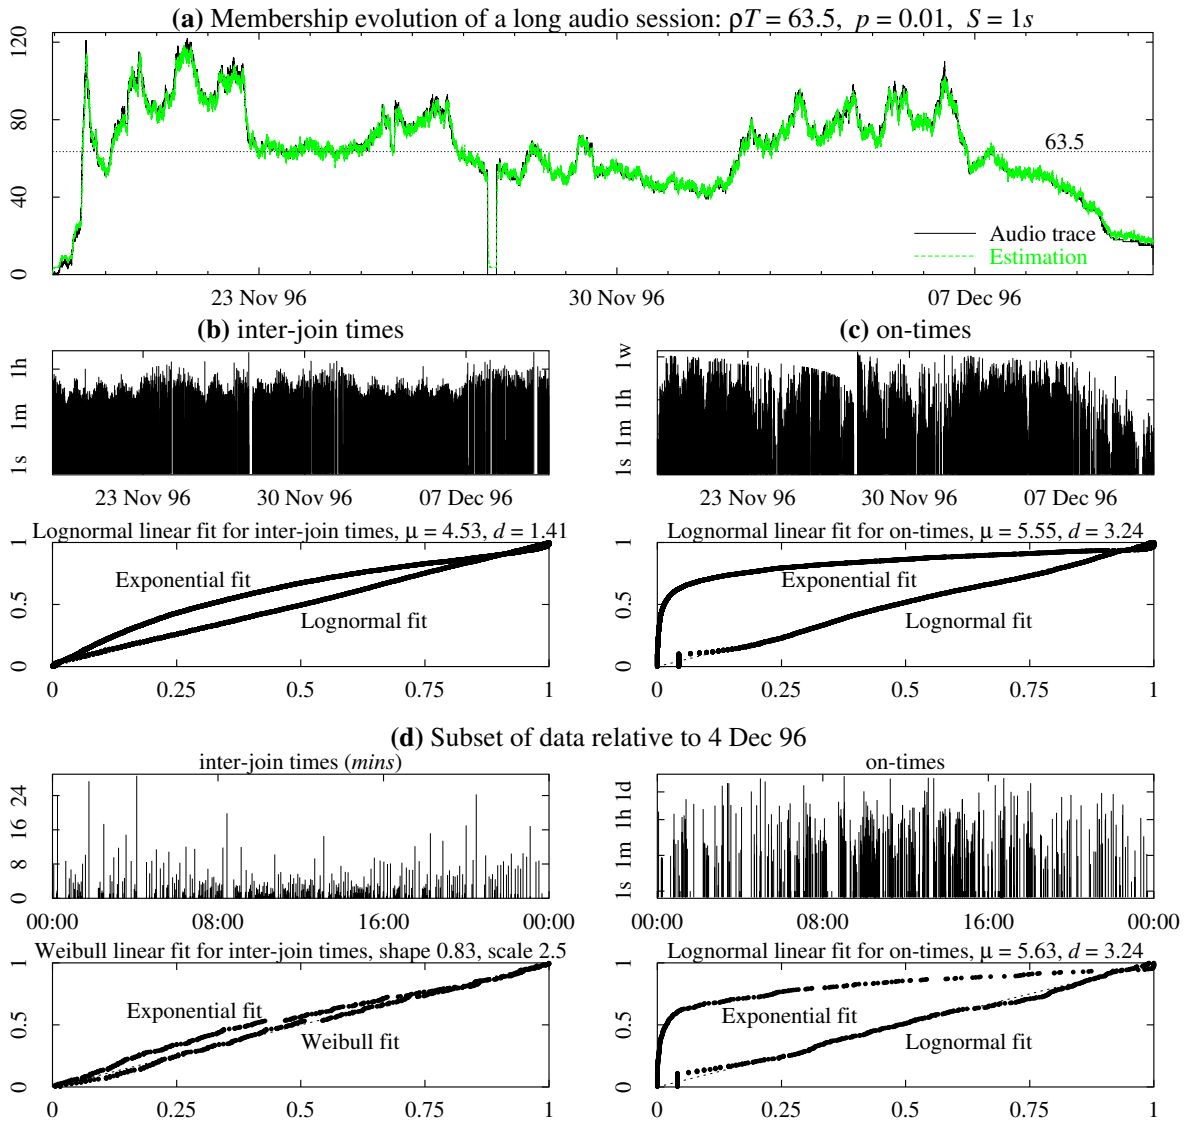 (a) Membership evolution of a long audio session: ρT = 63.5, p = 0.01, S = 1s
120
80
40
0
63.5
Audio trace
Estimation
23 Nov 96 30 Nov 96 07 Dec 96
(b) inter-join times
1h
1m
1s
23 Nov 96 30 Nov 96 07 Dec 96
(c) on-times
1w
1h
1m
1s
23 Nov 96 30 Nov 96 07 Dec 96
Lognormal linear fit for inter-join times, μ = 4.53, d = 1.41
1
0.5
0
Exponential fit
Lognormal fit
0 0.25 0.5 0.75 1
Lognormal linear fit for on-times, μ = 5.55, d = 3.24
1
0.5
0
Exponential fit
Lognormal fit
0 0.25 0.5 0.75 1
(d) Subset of data relative to 4 Dec 96
inter-join times (mins)
24
16
8
0
00:00 08:00 16:00 00:00
on-times
1d
1h
1m
1s
00:00 08:00 16:00 00:00
Weibull linear fit for inter-join times, shape 0.83, scale 2.5
1
0.5
0
Exponential fit
Weibull fit
0 0.25 0.5 0.75 1
Lognormal linear fit for on-times, μ = 5.63, d = 3.24
1
0.5
0
Exponential fit
Lognormal fit
0 0.25 0.5 0.75 1